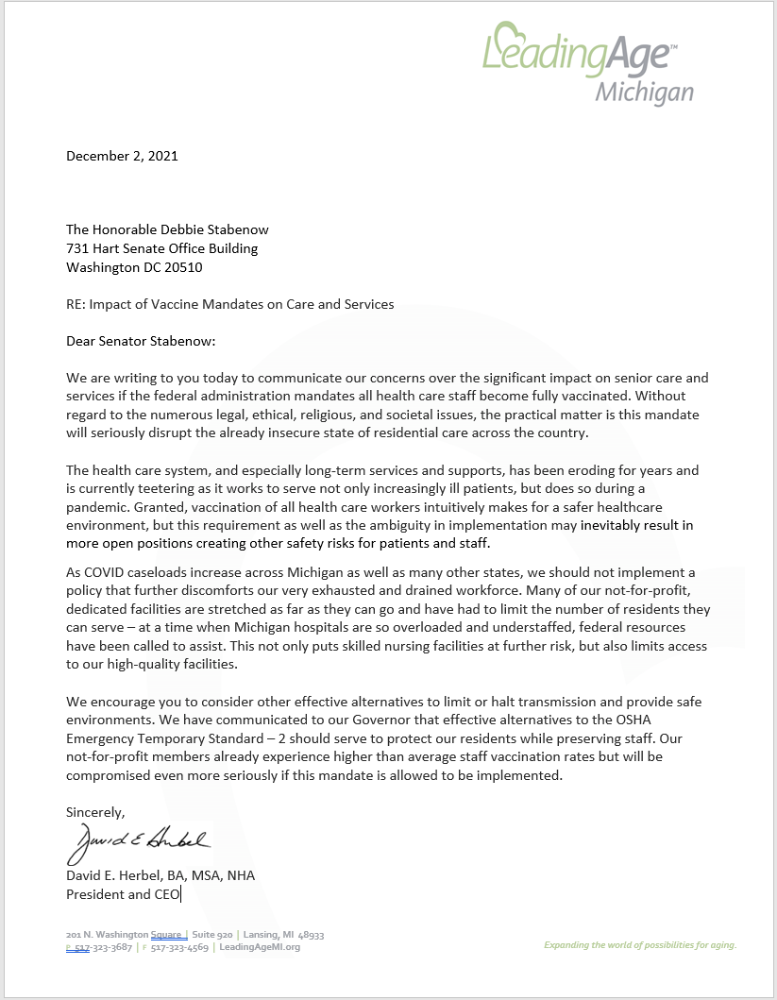 LeadingAge™
Michigan
December 2, 2021
The Honorable Debbie Stabenow
731 Hart Senate Office Building
Washington DC 20510
RE: Impact of Vaccine Mandates on Care and Services
Dear Senator Stabenow:
We are writing to you today to communicate our concerns over the significant impact on senior care and
services if the federal administration mandates all health care staff become fully vaccinated. Without
regard to the numerous legal, ethical, religious, and societal issues, the practical matter is this mandate
will seriously disrupt the already insecure state of residential care across the country.
The health care system, and especially long-term services and supports, has been eroding for years and
is currently teetering as it works to serve not only increasingly ill patients, but does so during a
pandemic. Granted, vaccination of all health care workers intuitively makes for a safer healthcare
environment, but this requirement as well as the ambiguity in implementation may inevitably result in
more open positions creating other safety risks for patients and staff.
As COVID caseloads increase across Michigan as well as many other states, we should not implement a
policy that further discomforts our very exhausted and drained workforce. Many of our not-for-profit,
dedicated facilities are stretched as far as they can go and have had to limit the number of residents they
can serve – at a time when Michigan hospitals are so overloaded and understaffed, federal resources
have been called to assist. This not only puts skilled nursing facilities at further risk, but also limits access
to our high-quality facilities.
We encourage you to consider other effective alternatives to limit or halt transmission and provide safe
environments. We have communicated to our Governor that effective alternatives to the OSHA
Emergency Temporary Standard – 2 should serve to protect our residents while preserving staff. Our
not-for-profit members already experience higher than average staff vaccination rates but will be
compromised even more seriously if this mandate is allowed to be implemented.
Sincerely,
David E Herbel
David E. Herbel, BA, MSA, NHA
President and CEO
201 N. Washington Square | Suite 920 | Lansing, MI 48933
P 517-323-3687 | F 517-323-4569 | LeadingAgeMI.org
Expanding the world of possibilities for aging.